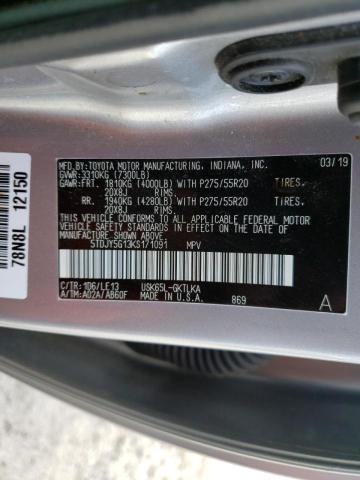 MFD.BY: TOYOTA MOTOR MANUFACTURING, INDIANA, INC. 03/19
GVWR: 3310KG (7300LB)
GAWR: FRT. 1810KG (4000LB) WITH P275/55R20 TIRES,
20X8J RIMS
RR. 1940KG (4280LB) WITH P275/55R20 TIRES,
20X8J RIMS
THIS VEHICLE CONFORMS TO ALL APPLICABLE FEDERAL MOTOR
VEHICLE SAFETY STANDARDS IN EFFECT ON THE DATE OF
MANUFACTURE SHOWN ABOVE.
5TDJY5G13KS171091 MPV
C/TR: 1D6/LE13 USK65L-GKTLKA
A/TM: A02A/AB60F 869 A
78N8L 12150